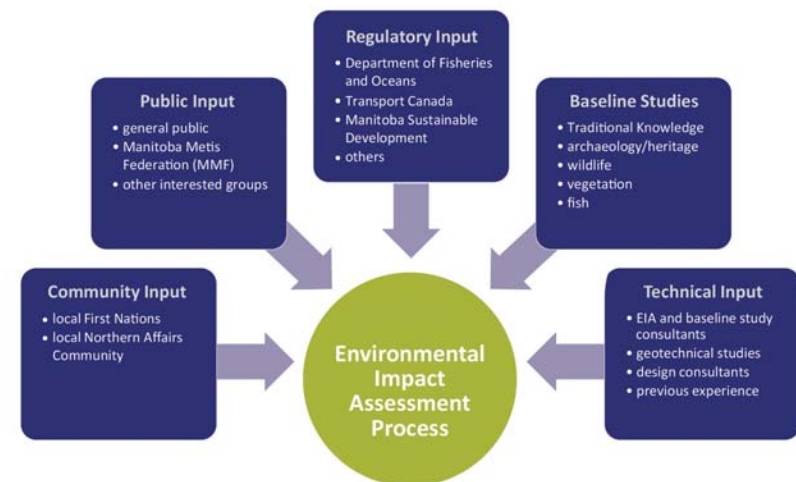 Community Input
• local First Nations
• local Northern Affairs
Community
Public Input
• general public
• Manitoba Metis
Federation (MMF)
• other interested groups
Regulatory Input
• Department of Fisheries
and Oceans
• Transport Canada
• Manitoba Sustainable
Development
• others
Baseline Studies
• Traditional Knowledge
• archaeology/heritage
• wildlife
• vegetation
• fish
Technical Input
• EIA and baseline study
consultants
• geotechnical studies
• design consultants
• previous experience
Environmental
Impact
Assessment
Process